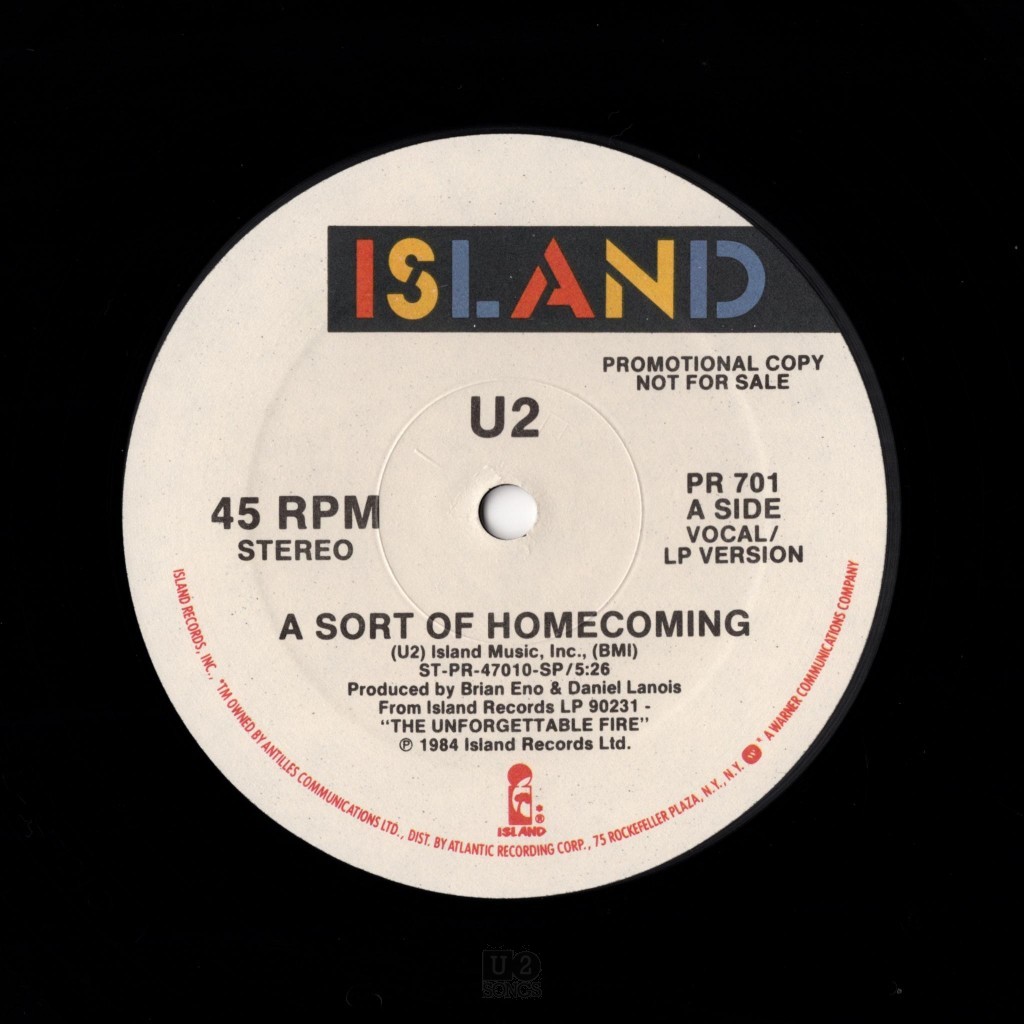 ISLAND
PROMOTIONAL COPY
NOT FOR SALE
U2
45 RPM
STEREO
PR 701
A SIDE
VOCAL/
LP VERSION
A SORT OF HOMECOMING
(U2) Island Music, Inc., (BMI)
ST-PR-47010-SP/5:26
Produced by Brian Eno & Daniel Lanois
From Island Records LP 90231 -
"THE UNFORGETTABLE FIRE"
℗ 1984 Island Records Ltd.
ISLAND ®
ISLAND RECORDS, INC., *TM OWNED BY ANTILLES COMMUNICATIONS LTD., DIST. BY ATLANTIC RECORDING CORP., 75 ROCKEFELLER PLAZA, N.Y., N.Y. W * A WARNER COMMUNICATIONS COMPANY
U2
SONGS